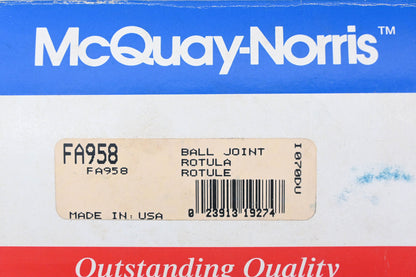 McQuay-Norris™
FA958
FA958
BALL JOINT
ROTULA
ROTULE
I070DU
MADE IN: USA
0 23913 19274
Outstanding Quality